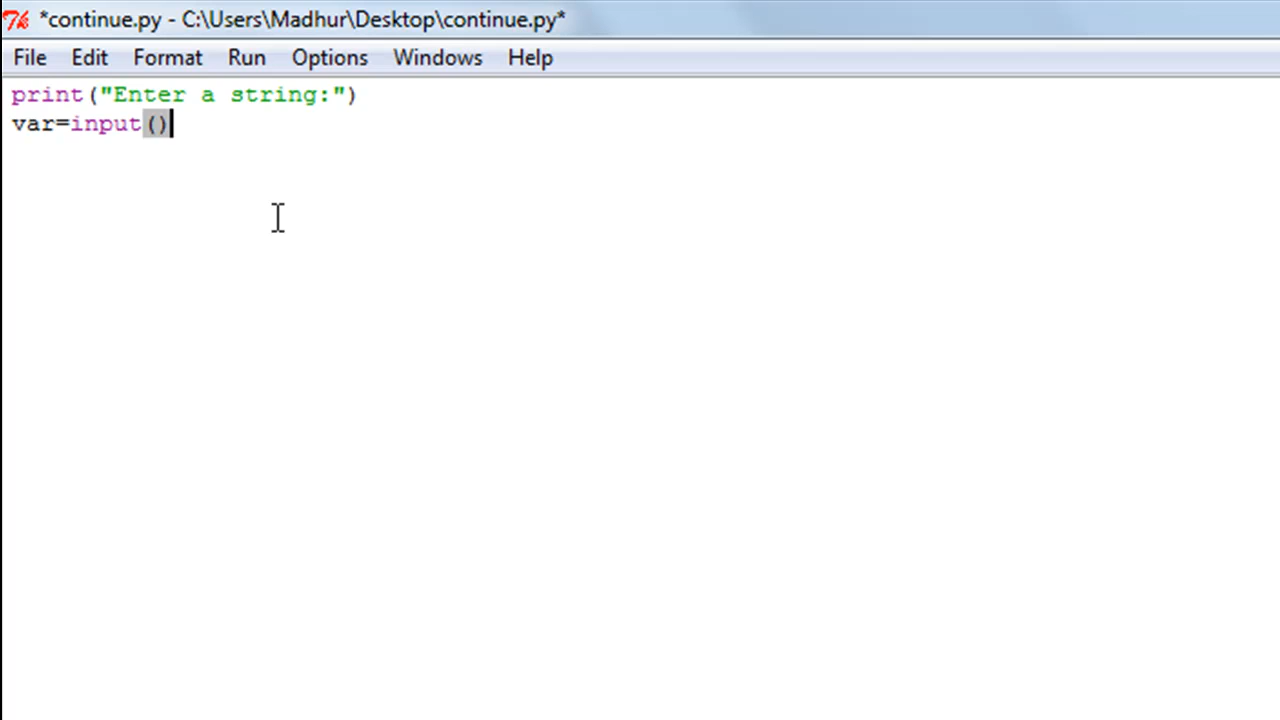 *continue.py - C:\Users\Madhur\Desktop\continue.py*
File Edit Format Run Options Windows Help
print("Enter a string:")
var=input()